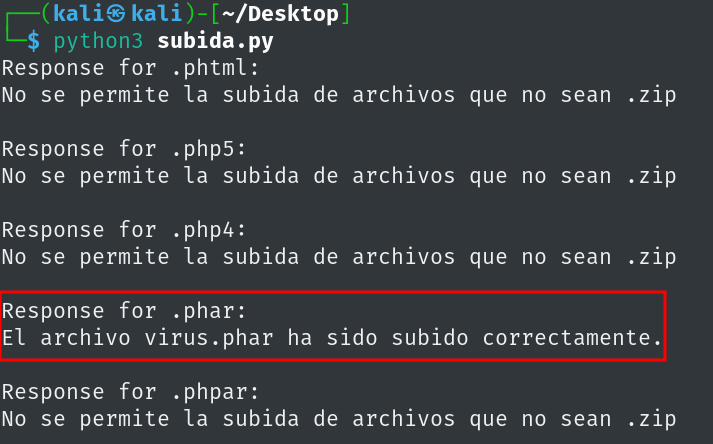 ┌──(kali㉿kali)-[~/Desktop]
└─$ python3 subida.py
Response for .phtml:
No se permite la subida de archivos que no sean .zip
Response for .php5:
No se permite la subida de archivos que no sean .zip
Response for .php4:
No se permite la subida de archivos que no sean .zip
Response for .phar:
El archivo virus.phar ha sido subido correctamente.
Response for .phpar:
No se permite la subida de archivos que no sean .zip